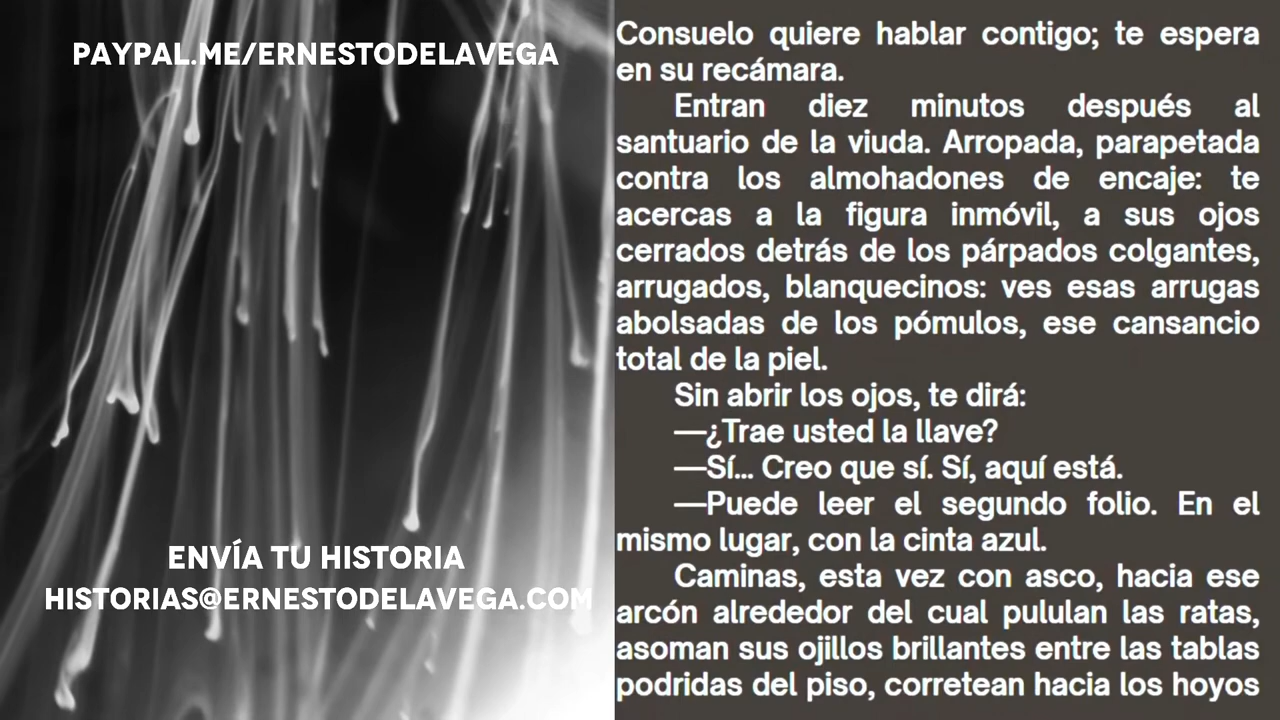 PAYPAL.ME/ERNESTODELAVEGA
ENVÍA TU HISTORIA
HISTORIAS@ERNESTODELAVEGA.COM
Consuelo quiere hablar contigo; te espera
en su recámara.
Entran diez minutos después al
santuario de la viuda. Arropada, parapetada
contra los almohadones de encaje: te
acercas a la figura inmóvil, a sus ojos
cerrados detrás de los párpados colgantes,
arrugados, blanquecinos: ves esas arrugas
abolsadas de los pómulos, ese cansancio
total de la piel.
Sin abrir los ojos, te dirá:
—¿Trae usted la llave?
—Sí... Creo que sí. Sí, aquí está.
—Puede leer el segundo folio. En el
mismo lugar, con la cinta azul.
Caminas, esta vez con asco, hacia ese
arcón alrededor del cual pululan las ratas,
asoman sus ojillos brillantes entre las tablas
podridas del piso, corretean hacia los hoyos